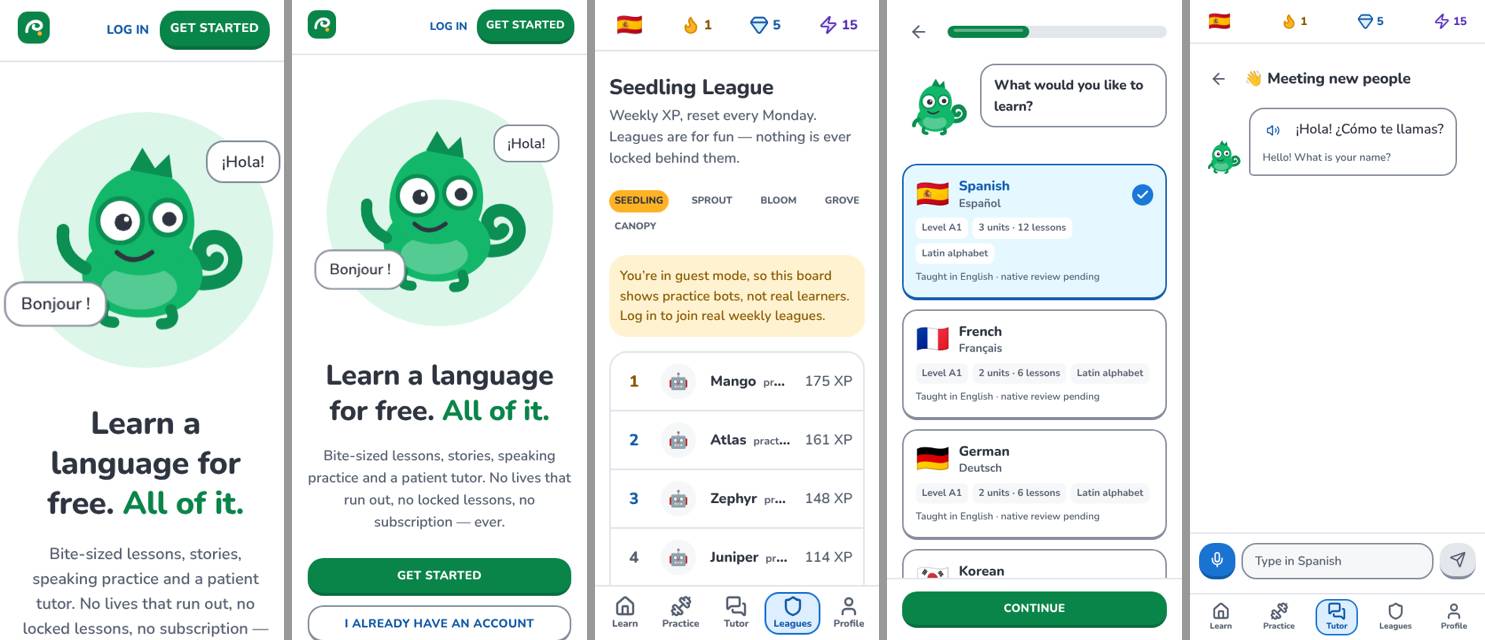 LOG IN
GET STARTED
¡Hola!
Bonjour !
Learn a
language for
free. All of it.
Bite-sized lessons, stories,
speaking practice and a patient
tutor. No lives that run out, no
locked lessons, no subscription —
LOG IN
GET STARTED
¡Hola!
Bonjour !
Learn a language
for free. All of it.
Bite-sized lessons, stories, speaking
practice and a patient tutor. No lives that
run out, no locked lessons, no
subscription — ever.
GET STARTED
I ALREADY HAVE AN ACCOUNT
1
5
15
Seedling League
Weekly XP, reset every Monday.
Leagues are for fun — nothing is ever
locked behind them.
SEEDLING SPROUT BLOOM GROVE
CANOPY
You're in guest mode, so this board
shows practice bots, not real learners.
Log in to join real weekly leagues.
1 Mango pr... 175 XP
2 Atlas pract... 161 XP
3 Zephyr pr... 148 XP
4 Juniper pr... 114 XP
Learn Practice Tutor Leagues Profile
What would you like to
learn?
Spanish
Español
Level A1 3 units · 12 lessons
Latin alphabet
Taught in English · native review pending
French
Français
Level A1 2 units · 6 lessons Latin alphabet
Taught in English · native review pending
German
Deutsch
Level A1 2 units · 6 lessons Latin alphabet
Taught in English · native review pending
Korean
CONTINUE
1
5
15
👋 Meeting new people
¡Hola! ¿Cómo te llamas?
Hello! What is your name?
Type in Spanish
Learn Practice Tutor Leagues Profile